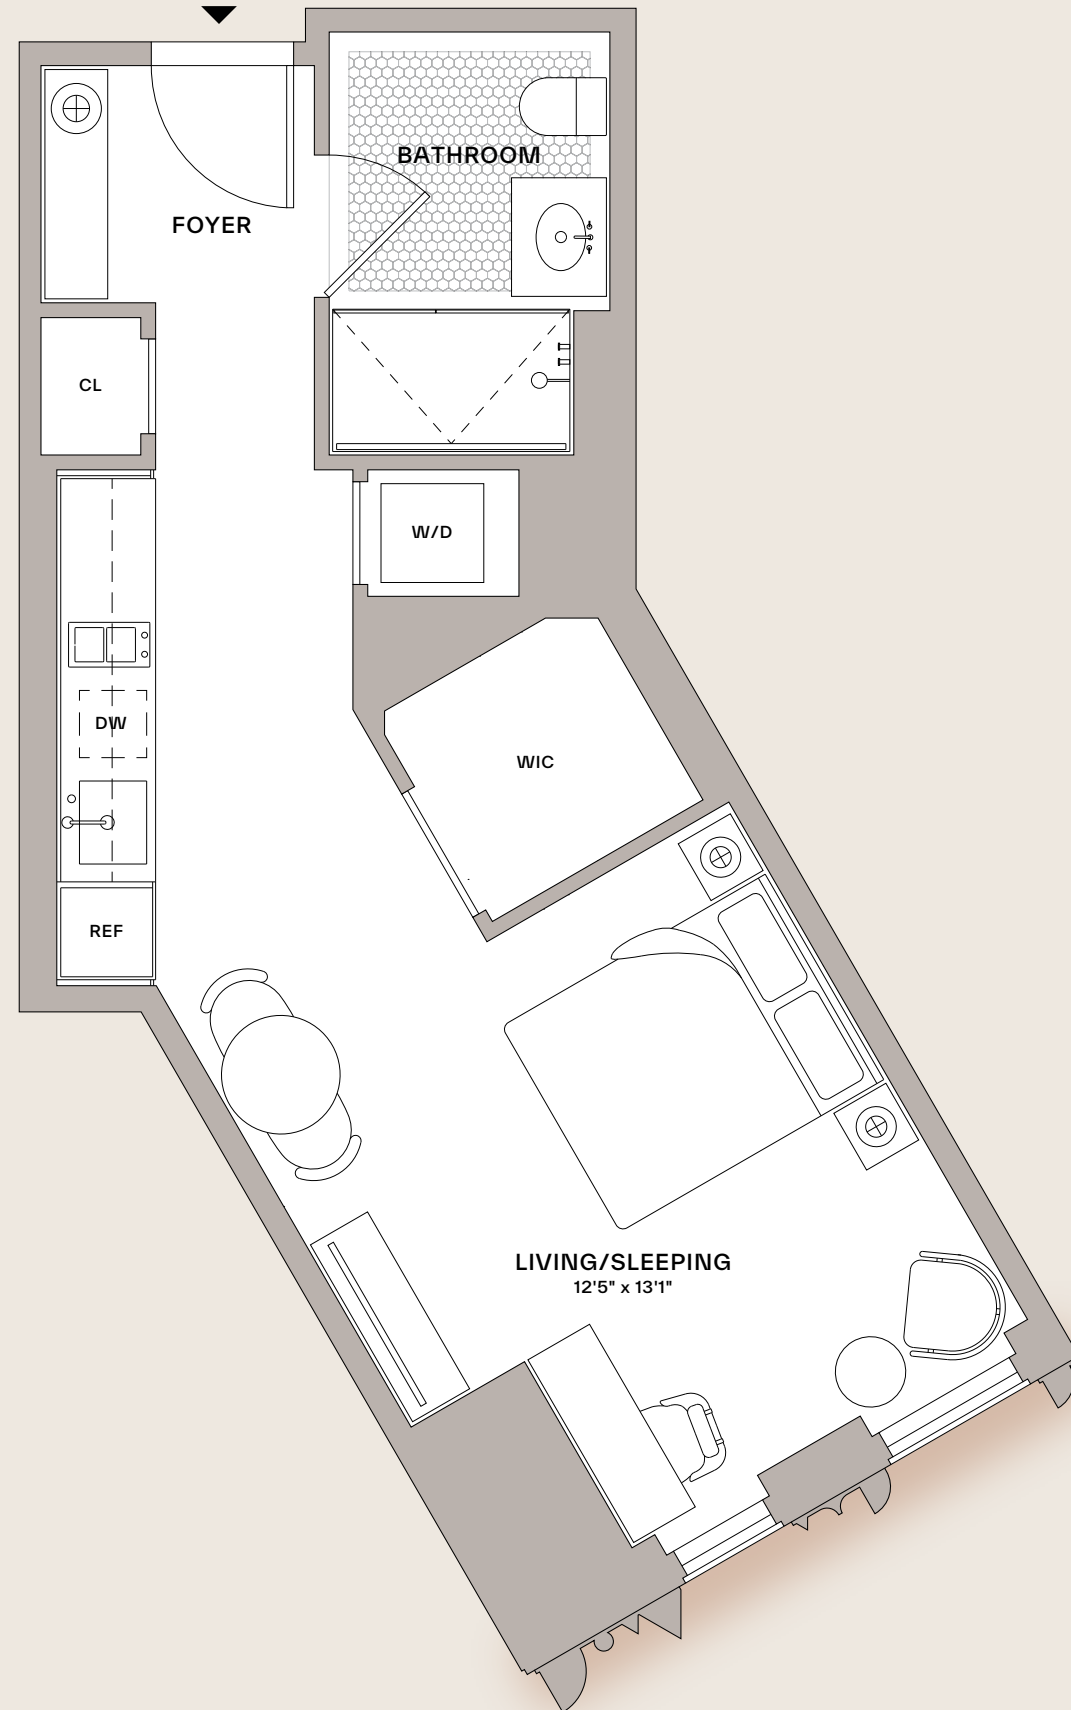 BATHROOM
FOYER
CL
W/D
DW
WIC
REF
LIVING/SLEEPING
12'5" x 13'1"